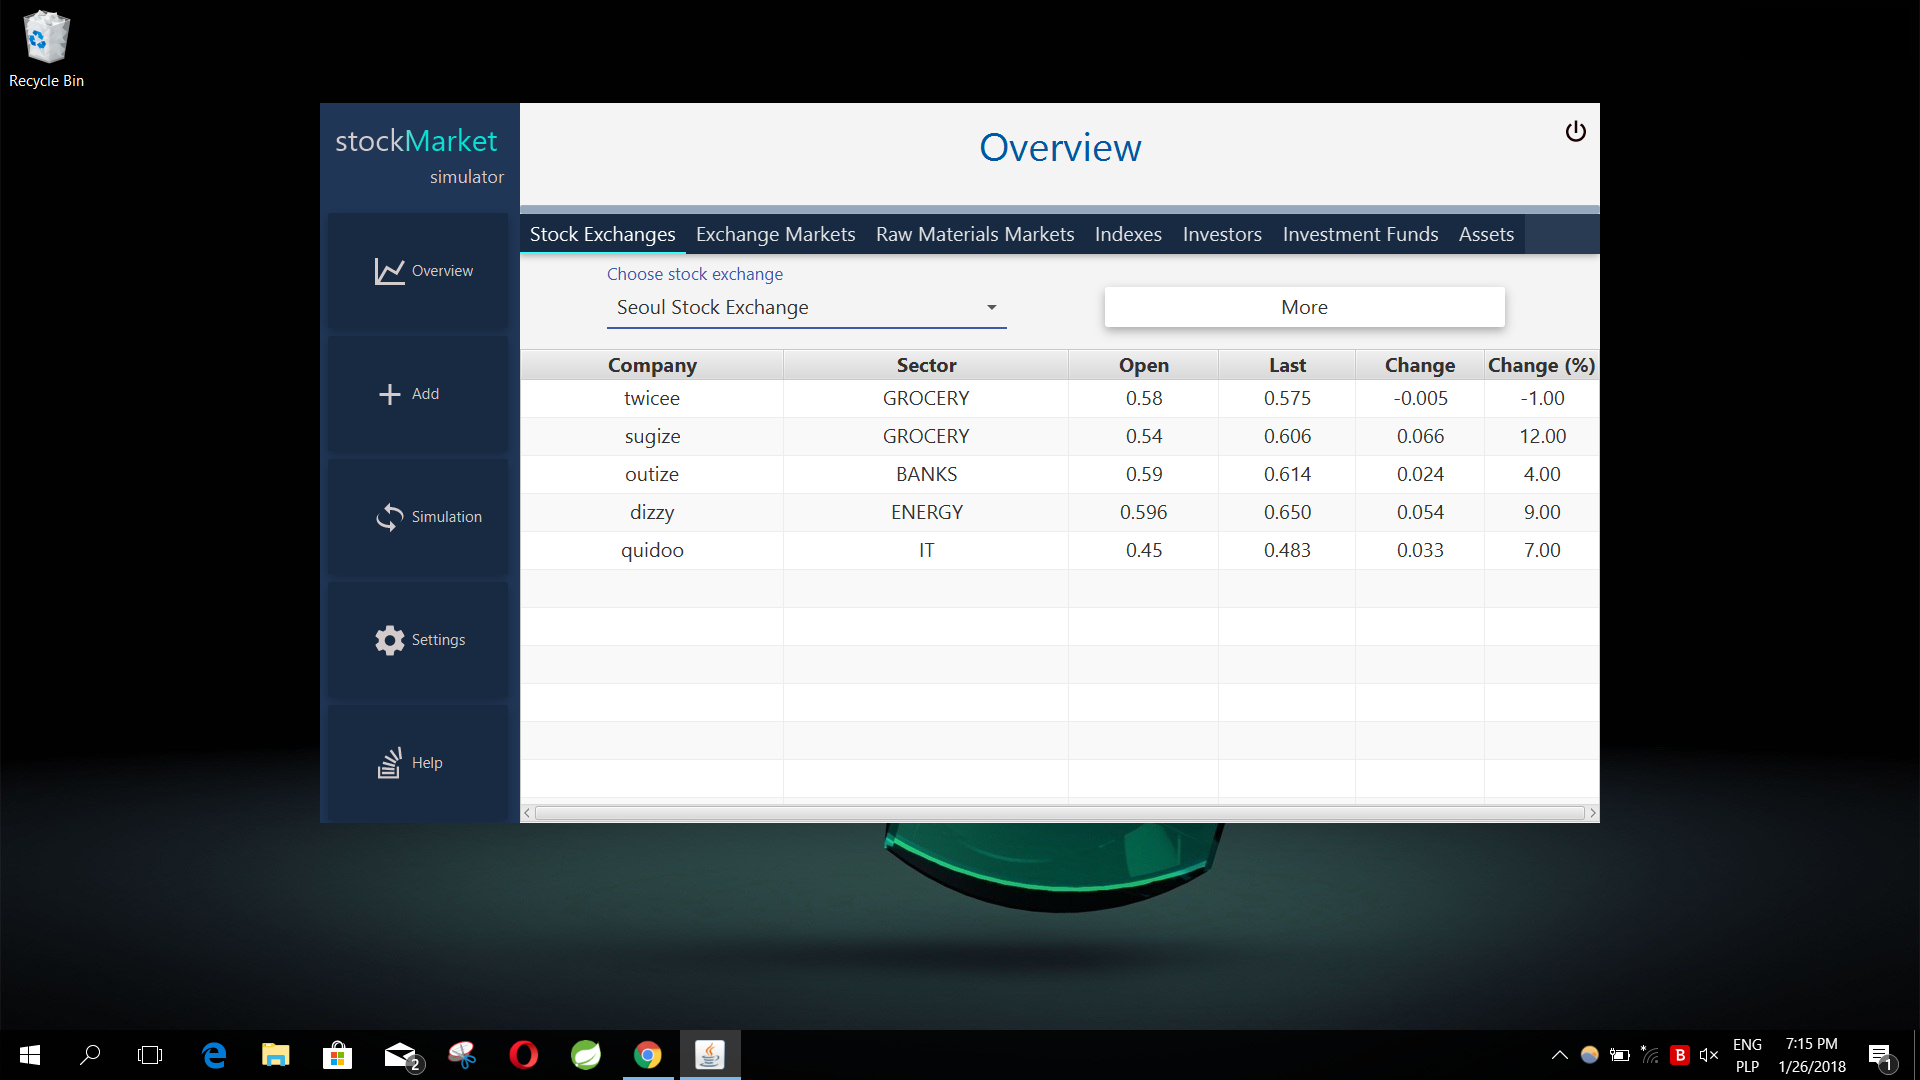 Recycle Bin
stockMarket
simulator
Overview
Add
Simulation
Settings
Help
Overview
Stock Exchanges Exchange Markets Raw Materials Markets Indexes Investors Investment Funds Assets
Choose stock exchange
Seoul Stock Exchange
More
Company Sector Open Last Change Change (%)
twicee GROCERY 0.58 0.575 -0.005 -1.00
sugize GROCERY 0.54 0.606 0.066 12.00
outize BANKS 0.59 0.614 0.024 4.00
dizzy ENERGY 0.596 0.650 0.054 9.00
quidoo IT 0.45 0.483 0.033 7.00
2
B
ENG
PLP
7:15 PM
1/26/2018
1